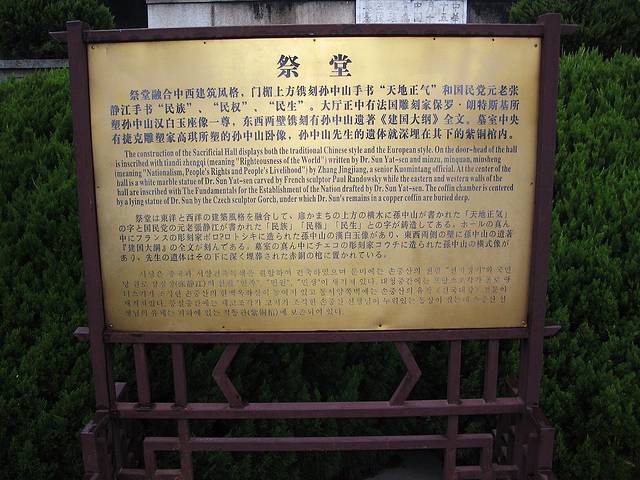 祭堂
祭堂融合中西建筑风格，门楣上方镌刻孙中山手书“天地正气”和国民党元老张
静江手书“民族”、“民权”、“民生”。大厅正中有法国雕刻家保罗·朗特斯基所
塑孙中山汉白玉座像一尊，东西两壁镌刻有孙中山遗著《建国大纲》全文。墓室中央
有捷克雕塑家高琪所塑的孙中山卧像，孙中山先生的遗体就深埋在其下的紫铜棺内。
The construction of the Sacrificial Hall displays both the traditional Chinese style and the European style. On the door-head of the hall
is inscribed with tiandi zhengqi (meaning "Righteousness of the World") written by Dr. Sun Yat-sen and minzu, minquan, minsheng
(meaning "Nationalism, People's Rights and People's Livelihood") by Zhang Jingjiang, a senior Kuomintang official. At the center of the
hall is a white marble statue of Dr. Sun Yat-sen carved by French sculptor Paul Randowsky while the eastern and western walls of the
hall are inscribed with The Fundamentals for the Establishment of the Nation drafted by Dr. Sun Yat-sen. The coffin chamber is centered
by a lying statue of Dr. Sun by the Czech sculptor Gorch, under which Dr. Sun's remains in a copper coffin are buried deep.
祭堂は東洋と西洋の建築風格を融合して、扉かまちの上方の横木に孫中山が書かれた「天地正気」
の字と国民党の元老張静江が書かれた「民族」「民権」「民生」との字が鋳造してある。ホールの真ん
中にフランスの彫刻家ポロ?ロトンキに造られた孫中山の漢白玉像があり、東西両側の壁に孫中山の遺著
『建国大綱』の全文が刻んである。墓室の真ん中にチェコの彫刻家コウチに造られた孫中山の横式像が
あり、先生の遺体はその下に深く埋葬された赤銅の棺に置かれている。